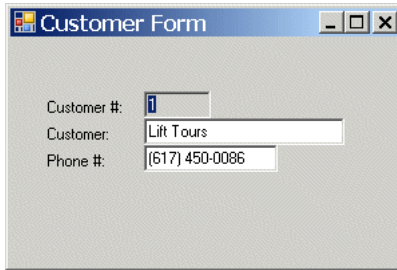 Customer Form
Customer #: 1
Customer: Lift Tours
Phone #: (617) 450-0086